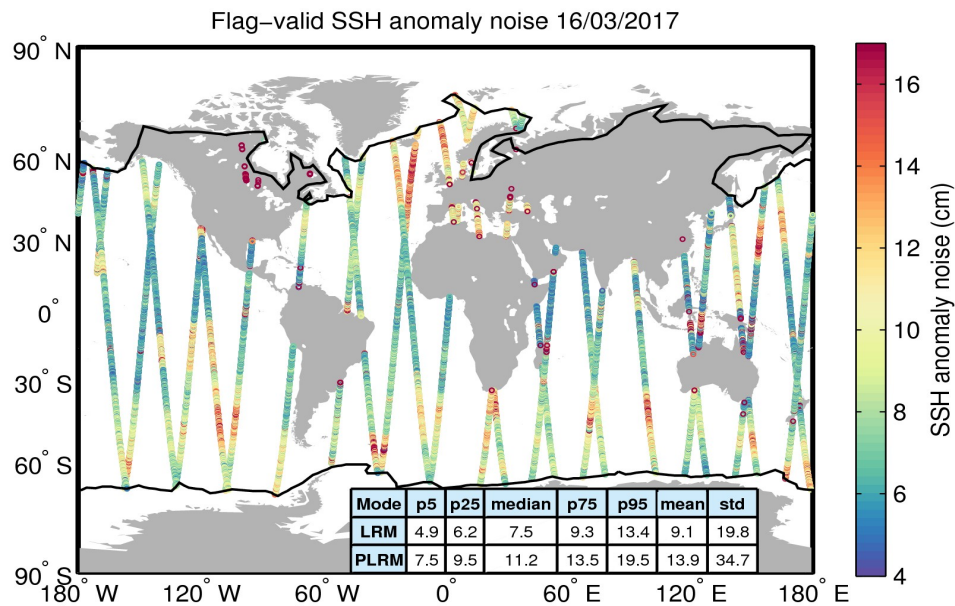 Flag−valid SSH anomaly noise 16/03/2017
90° N
60° N
30° N
0°
30° S
60° S
90° S
180° W
120° W
60° W
0°
60° E
120° E
180° E
16
14
12
10
8
6
4
SSH anomaly noise (cm)
Mode p5 p25 median p75 p95 mean std
LRM 4.9 6.2 7.5 9.3 13.4 9.1 19.8
PLRM 7.5 9.5 11.2 13.5 19.5 13.9 34.7